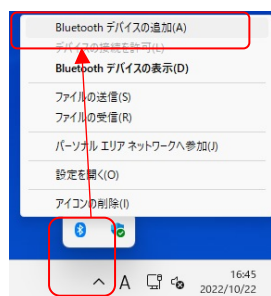 Bluetooth デバイスの追加(A)
デバイスの接続を許可(L)
Bluetooth デバイスの表示(D)
ファイルの送信(S)
ファイルの受信(R)
パーソナル エリア ネットワークへ参加(J)
設定を開く(O)
アイコンの削除(I)
A
16:45
2022/10/22